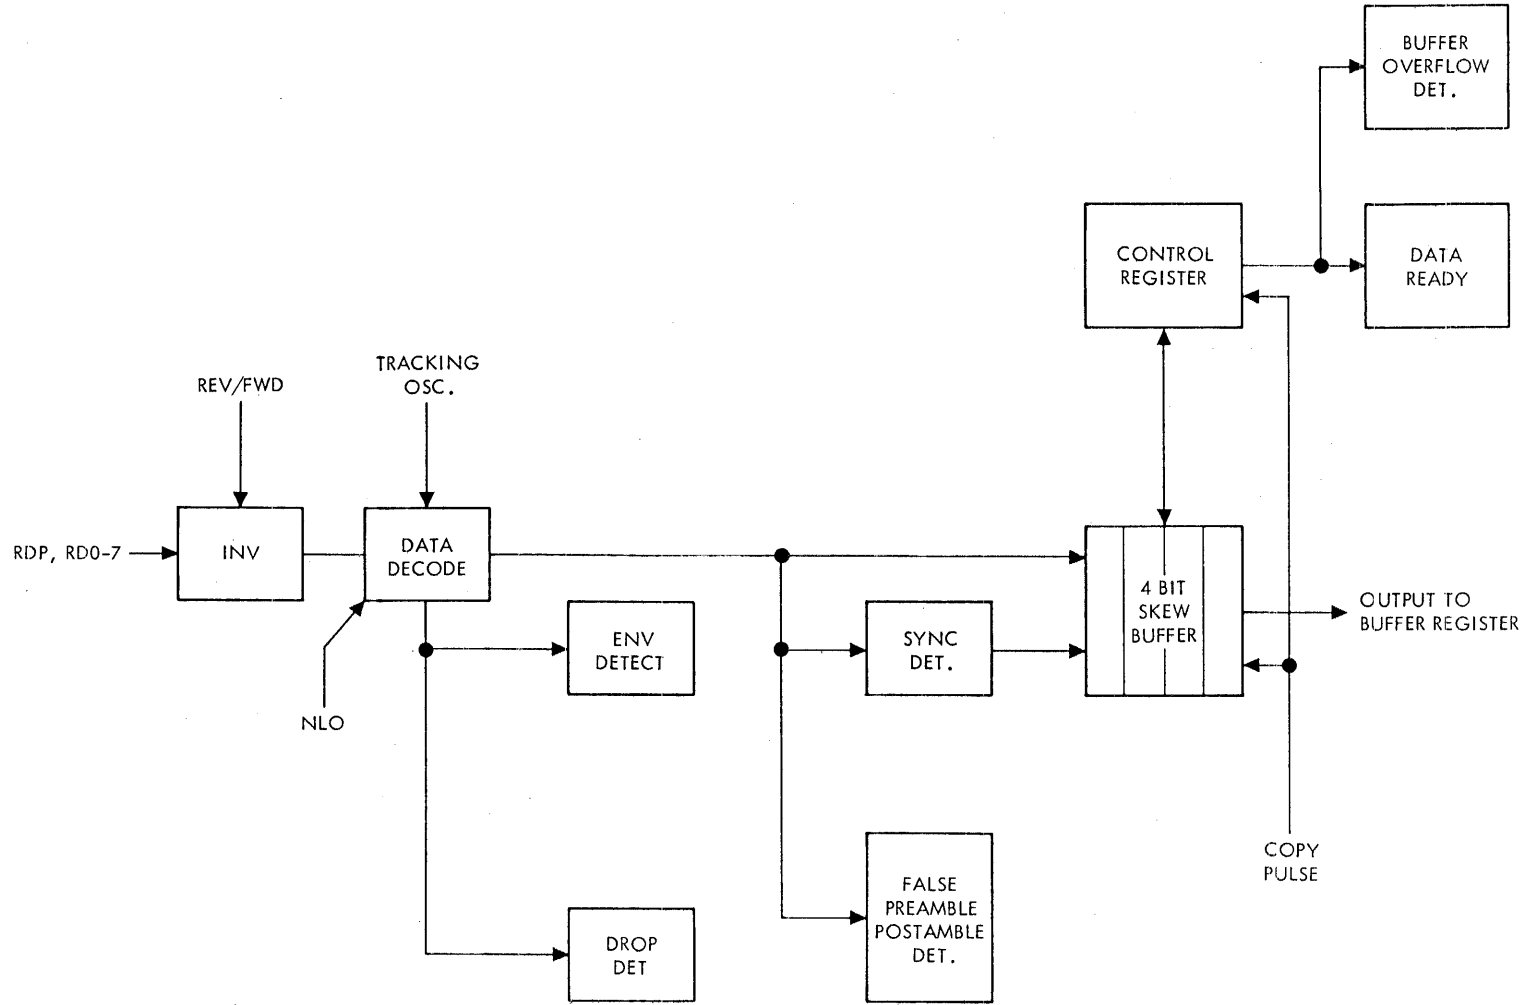 BUFFER
OVERFLOW
DET.
CONTROL
REGISTER
DATA
READY
TRACKING
OSC.
REV/FWD
RDP, RD0-7
INV
DATA
DECODE
4 BIT
SKEW
BUFFER
OUTPUT TO
BUFFER REGISTER
ENV
DETECT
SYNC
DET.
NLO
COPY
PULSE
FALSE
PREAMBLE
POSTAMBLE
DET.
DROP
DET